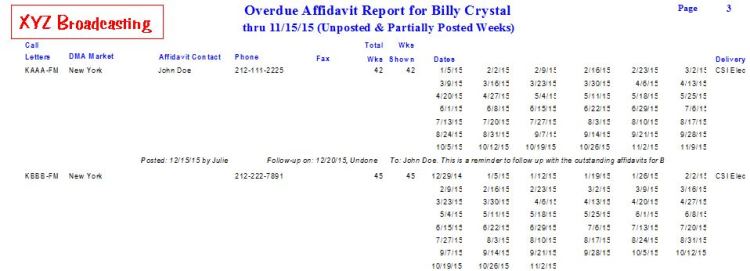 XYZ Broadcasting
Overdue Affidavit Report for Billy Crystal
Page 3
thru 11/15/15 (Unposted & Partially Posted Weeks)
Call Total Wks
Letters DMA Market Affidavit Contact Phone Fax Wks Shown Dates Delivery
KAAA-FM New York John Doe 212-111-2225 42 42 1/5/15 2/2/15 2/9/15 2/16/15 2/23/15 3/2/15 CSI Elec
3/9/15 3/16/15 3/23/15 3/30/15 4/6/15 4/13/15
4/20/15 4/27/15 5/4/15 5/11/15 5/18/15 5/25/15
6/1/15 6/8/15 6/15/15 6/22/15 6/29/15 7/6/15
7/13/15 7/20/15 7/27/15 8/3/15 8/10/15 8/17/15
8/24/15 8/31/15 9/7/15 9/14/15 9/21/15 9/28/15
10/5/15 10/12/15 10/19/15 10/26/15 11/2/15 11/9/15
Posted: 12/15/15 by Julie Follow-up on: 12/20/15, Undone To: John Doe. This is a reminder to follow up with the outstanding affidavits for B
KBBB-FM New York 212-222-7891 45 45 12/29/14 1/5/15 1/12/15 1/19/15 1/26/15 2/2/15 CSI Elec
2/9/15 2/16/15 2/23/15 3/2/15 3/9/15 3/16/15
3/23/15 3/30/15 4/6/15 4/13/15 4/20/15 4/27/15
5/4/15 5/11/15 5/18/15 5/25/15 6/1/15 6/8/15
6/15/15 6/22/15 6/29/15 7/6/15 7/13/15 7/20/15
7/27/15 8/3/15 8/10/15 8/17/15 8/24/15 8/31/15
9/7/15 9/14/15 9/21/15 9/28/15 10/5/15 10/12/15
10/19/15 10/26/15 11/2/15